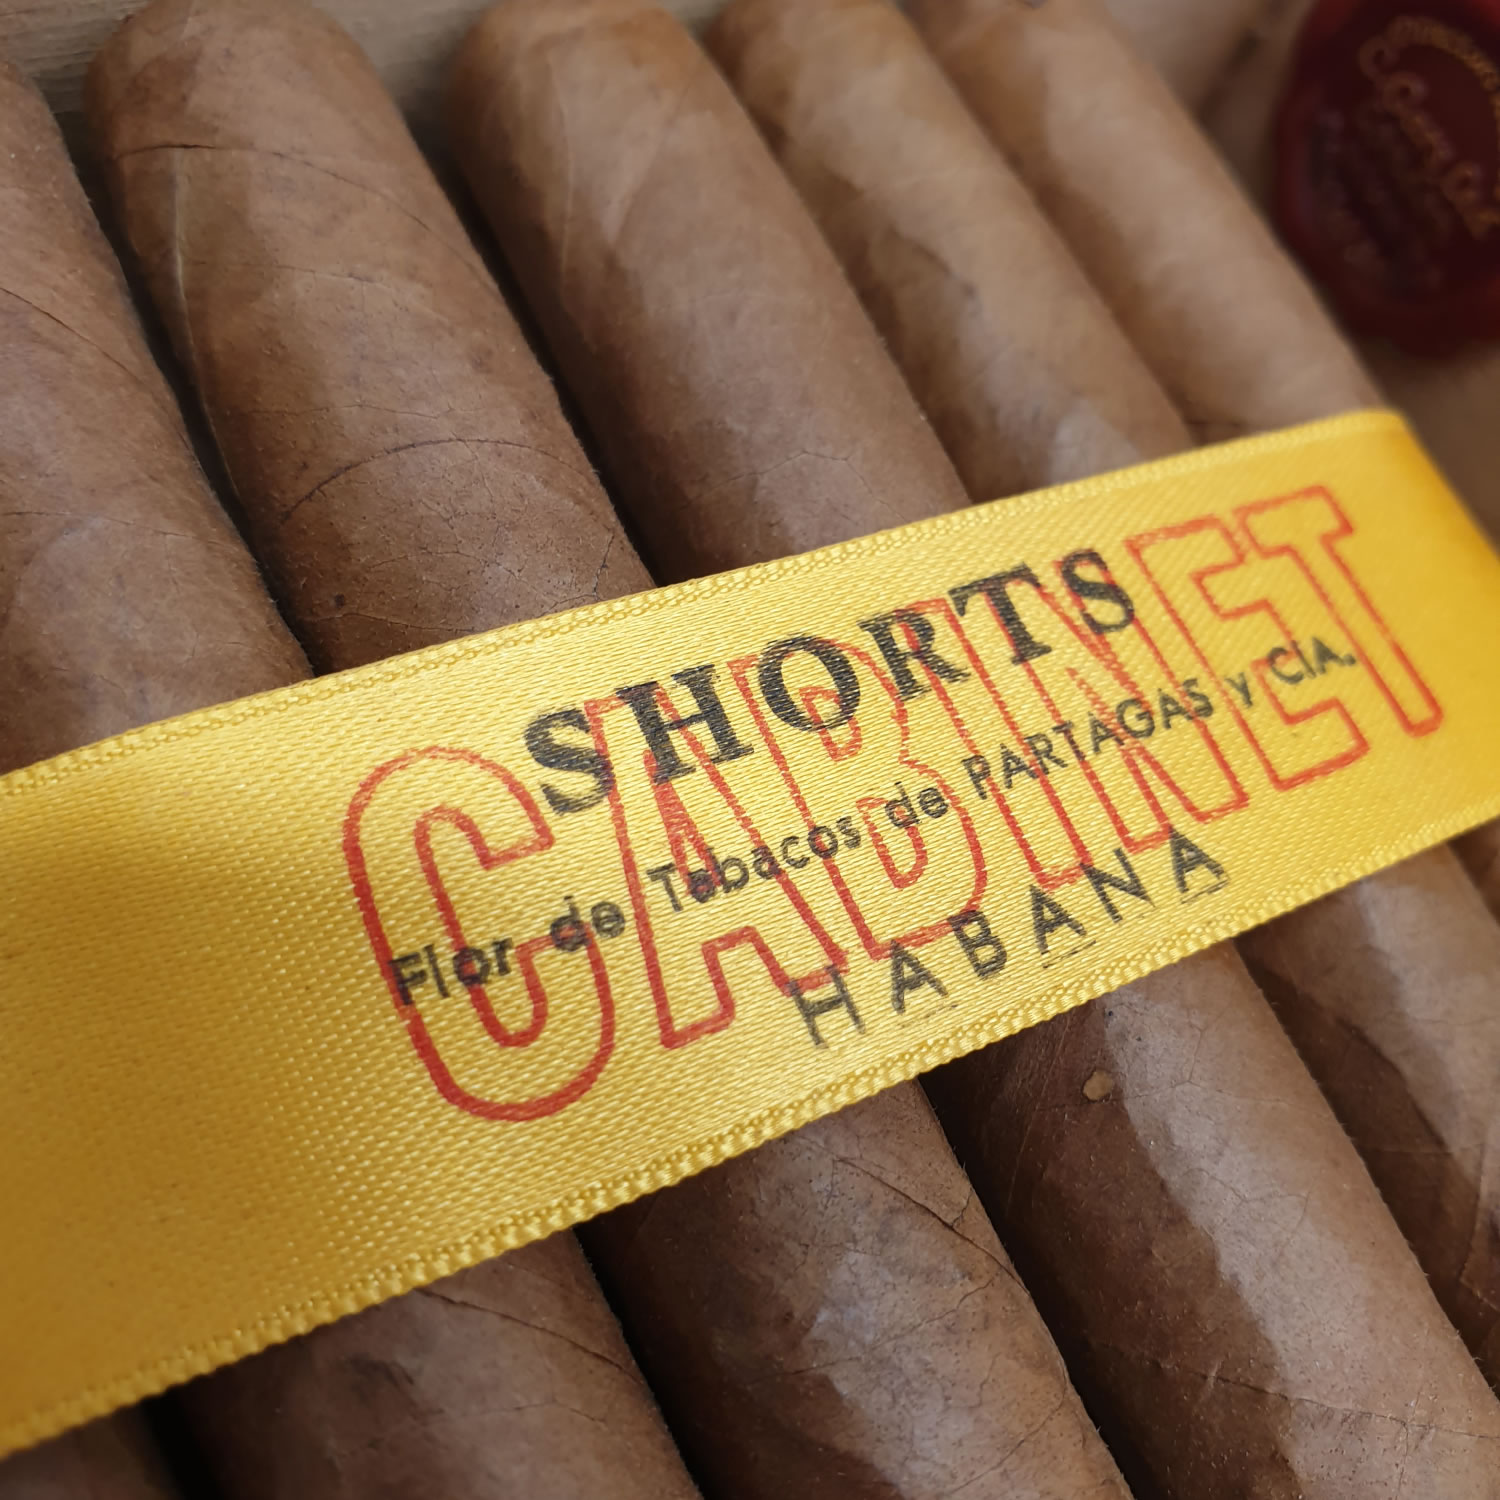 SHORTS
CABINET
Flor de Tabacos de PARTAGAS y CIA.
HABANA